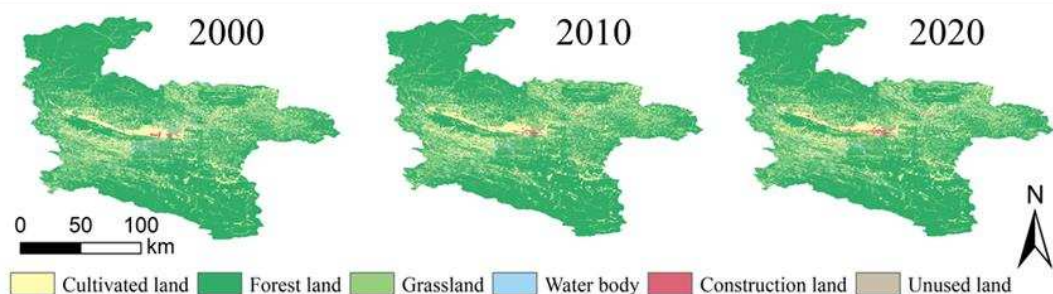 2000
2010
2020
N
0 50 100
km
Cultivated land Forest land Grassland Water body Construction land Unused land